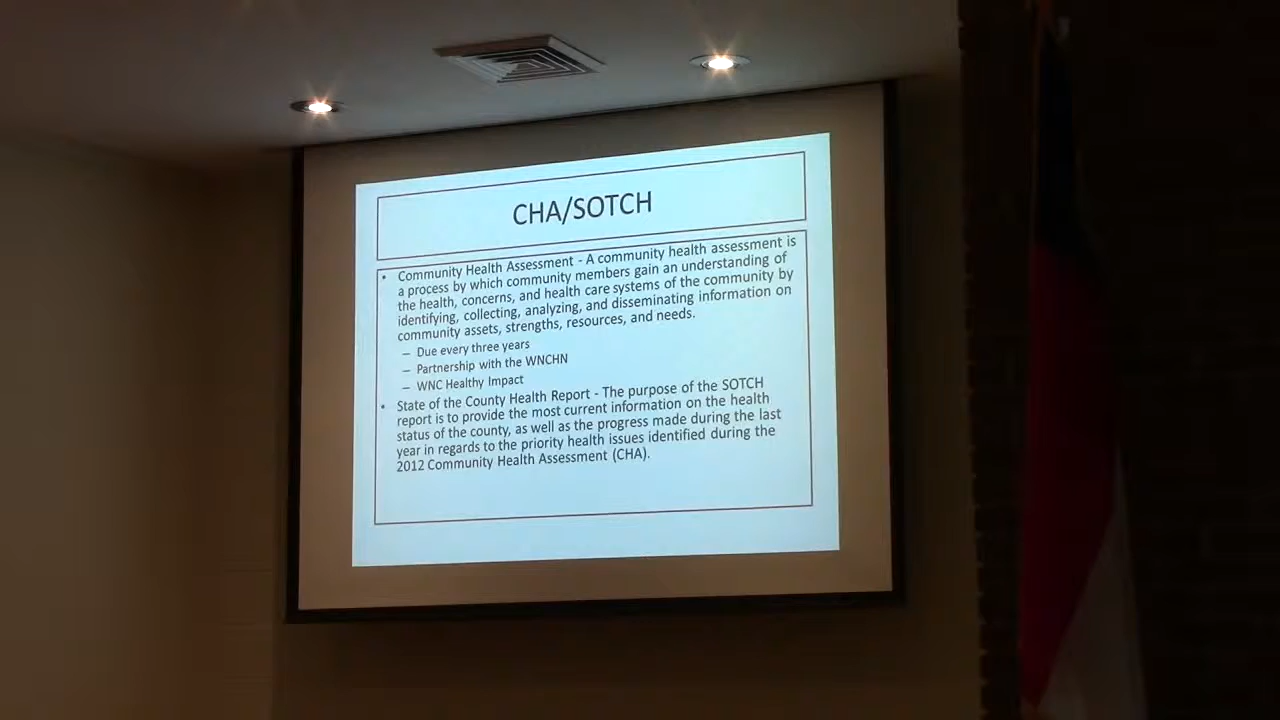 CHA/SOTCH
• Community Health Assessment - A community health assessment is
a process by which community members gain an understanding of
the health, concerns, and health care systems of the community by
identifying, collecting, analyzing, and disseminating information on
community assets, strengths, resources, and needs.
– Due every three years
– Partnership with the WNCHN
– WNC Healthy Impact
• State of the County Health Report - The purpose of the SOTCH
report is to provide the most current information on the health
status of the county, as well as the progress made during the last
year in regards to the priority health issues identified during the
2012 Community Health Assessment (CHA).